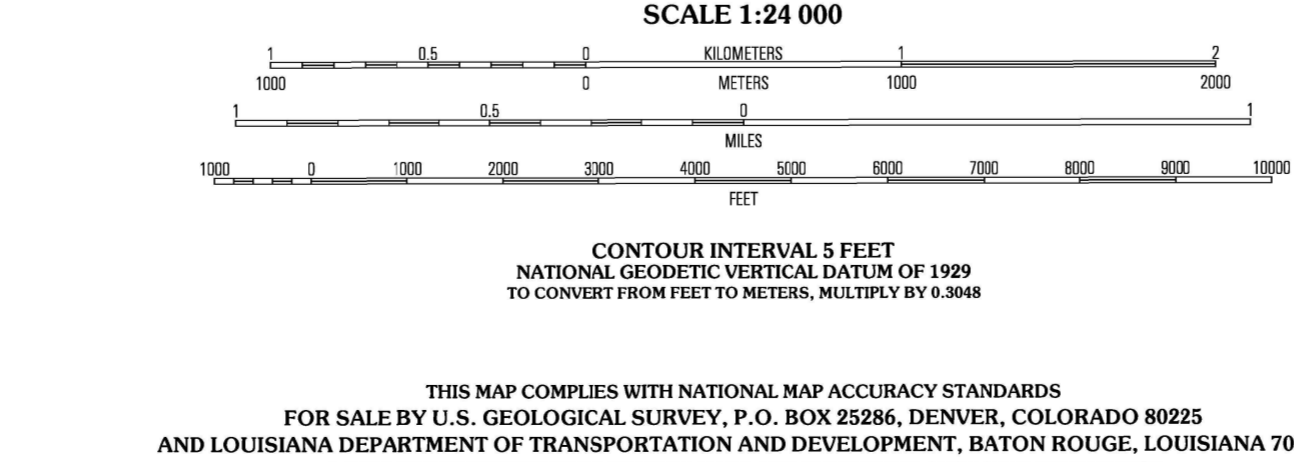 SCALE 1:24 000
1 0.5 0 KILOMETERS 1 2
1000 0 METERS 1000 2000
1 0.5 0 1
MILES
1000 0 1000 2000 3000 4000 5000 6000 7000 8000 9000 10000
FEET
CONTOUR INTERVAL 5 FEET
NATIONAL GEODETIC VERTICAL DATUM OF 1929
TO CONVERT FROM FEET TO METERS, MULTIPLY BY 0.3048
THIS MAP COMPLIES WITH NATIONAL MAP ACCURACY STANDARDS
FOR SALE BY U.S. GEOLOGICAL SURVEY, P.O. BOX 25286, DENVER, COLORADO 80225
AND LOUISIANA DEPARTMENT OF TRANSPORTATION AND DEVELOPMENT, BATON ROUGE, LOUISIANA 70